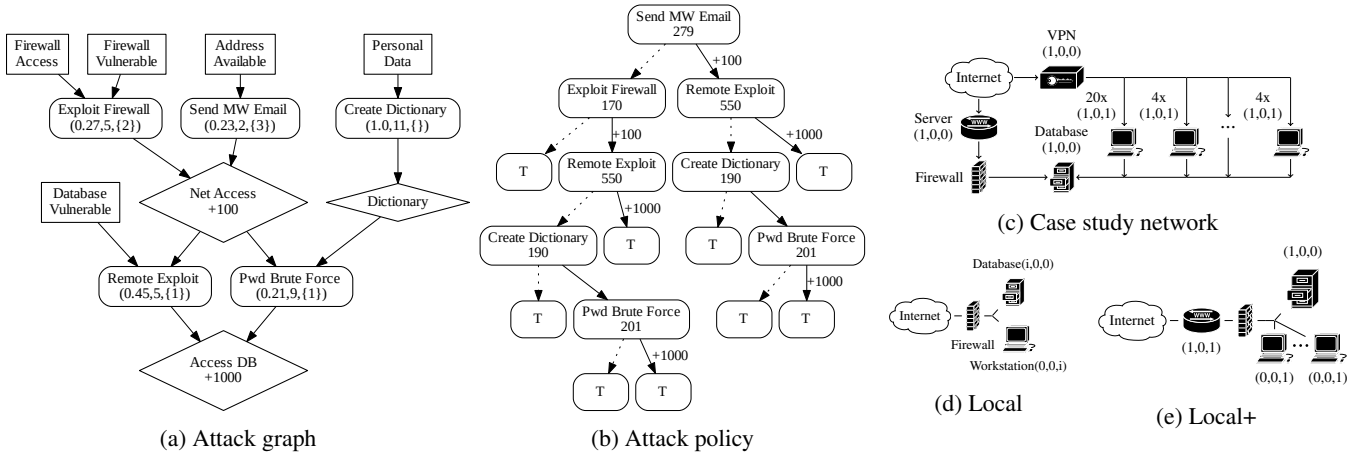 Firewall
Access
Firewall
Vulnerable
Address
Available
Personal
Data
Exploit Firewall
(0.27,5,{2})
Send MW Email
(0.23,2,{3})
Create Dictionary
(1.0,11,{})
Database
Vulnerable
Net Access
+100
Dictionary
Remote Exploit
(0.45,5,{1})
Pwd Brute Force
(0.21,9,{1})
Access DB
+1000
(a) Attack graph
Send MW Email
279
+100
Exploit Firewall
170
Remote Exploit
550
+100
+1000
T
Remote Exploit
550
Create Dictionary
190
T
+1000
Create Dictionary
190
T
T
Pwd Brute Force
201
+1000
T
Pwd Brute Force
201
T
T
+1000
T
T
(b) Attack policy
VPN
(1,0,0)
Internet
20x
(1,0,1)
4x
(1,0,1)
4x
(1,0,1)
Server
(1,0,0)
WWW
Database
(1,0,0)
...
Firewall
(c) Case study network
Database(i,0,0)
Internet
Firewall
Workstation(0,0,i)
(d) Local
(1,0,0)
Internet
WWW
(1,0,1)
...
(0,0,1)
(0,0,1)
(e) Local+